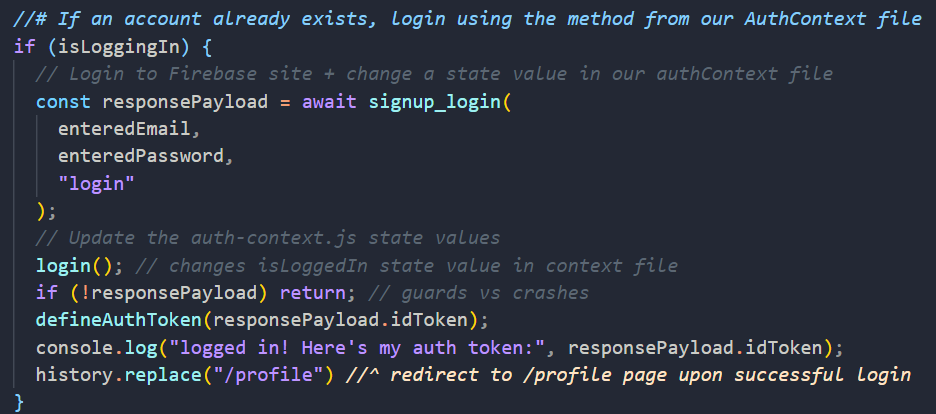 //# If an account already exists, login using the method from our AuthContext file
if (isLoggingIn) {
  // Login to Firebase site + change a state value in our authContext file
  const responsePayload = await signup_login(
    enteredEmail,
    enteredPassword,
    "login"
  );
  // Update the auth-context.js state values
  login(); // changes isLoggedIn state value in context file
  if (!responsePayload) return; // guards vs crashes
  defineAuthToken(responsePayload.idToken);
  console.log("logged in! Here's my auth token:", responsePayload.idToken);
  history.replace("/profile") //^ redirect to /profile page upon successful login
}